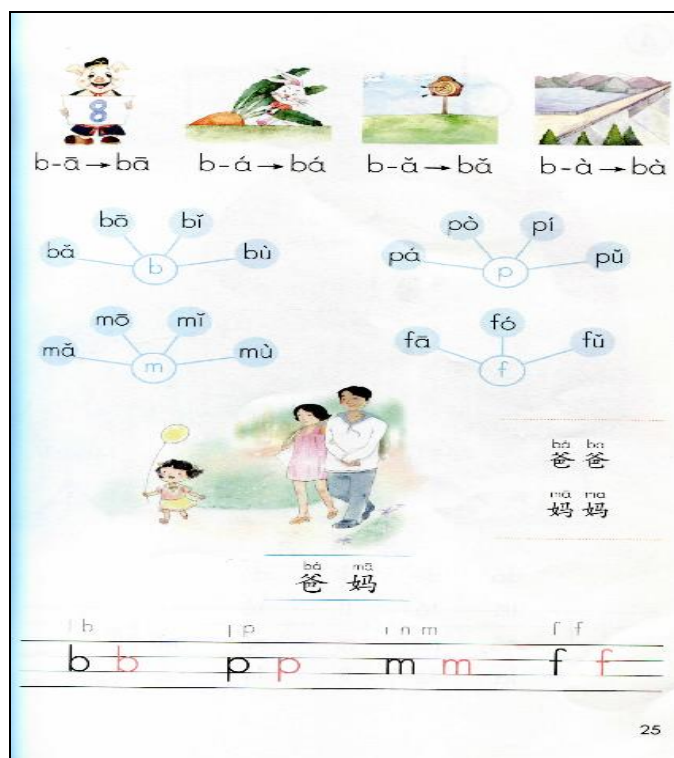 8
b-ā→bā b-á→bá b-ǎ→bǎ b-à→bà
bō bǐ pò pí
bǎ bù pá pǔ
b p
mō mǐ fó
mǎ mù fā fǔ
m f
bà ba
爸 爸
mā ma
妈 妈
bà mā
爸 妈
l b l p ı n m ſ f
b b p p m m f f
25